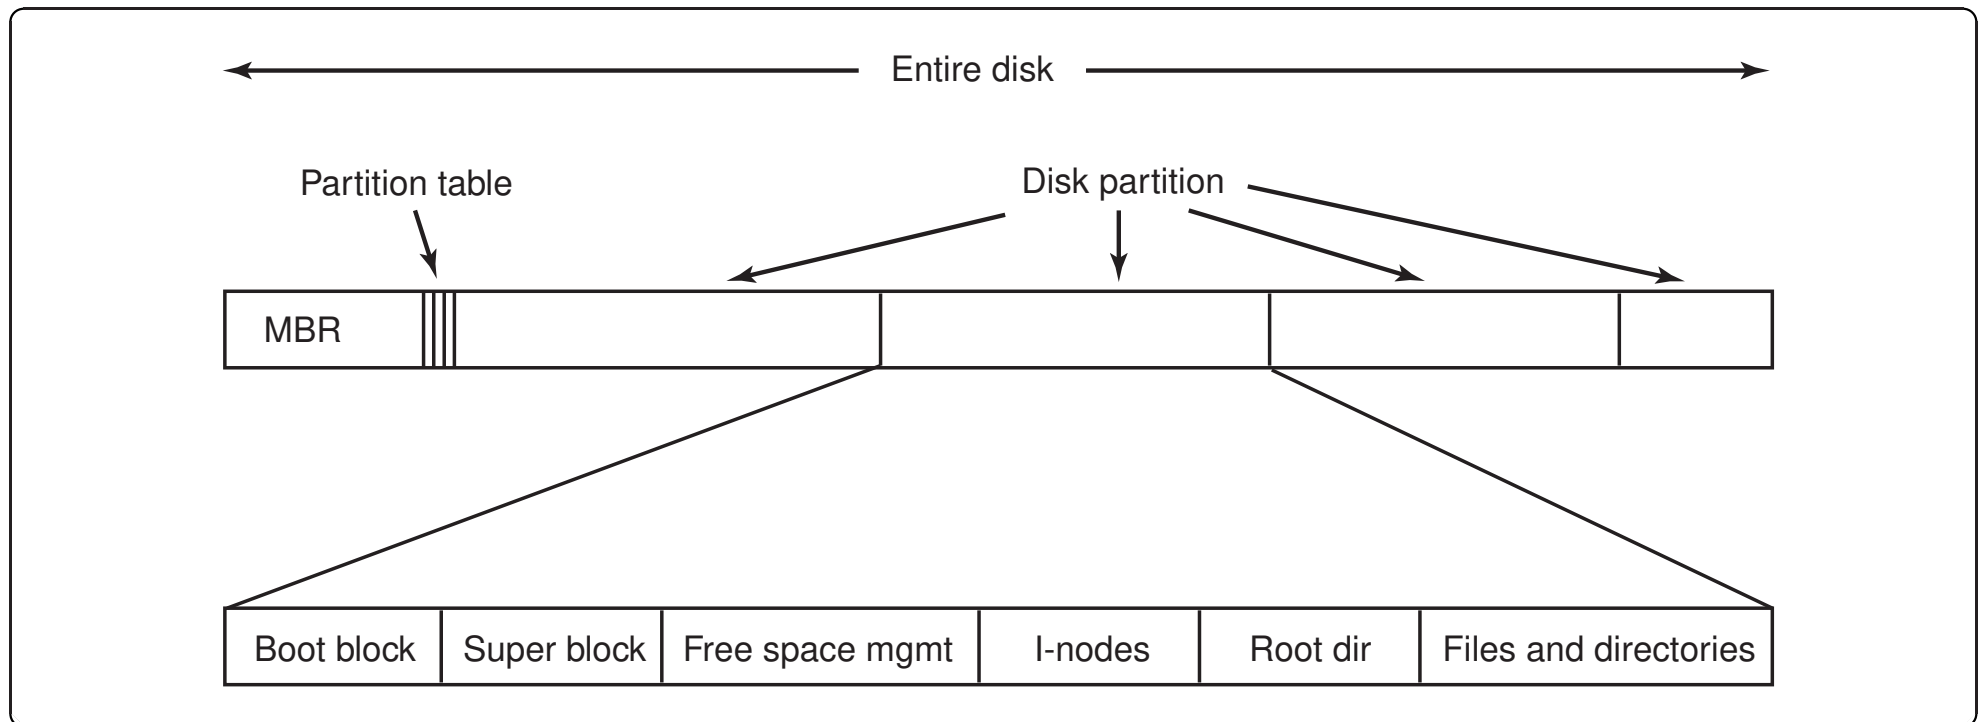 Entire disk
Partition table
Disk partition
MBR
Boot block
Super block
Free space mgmt
I-nodes
Root dir
Files and directories